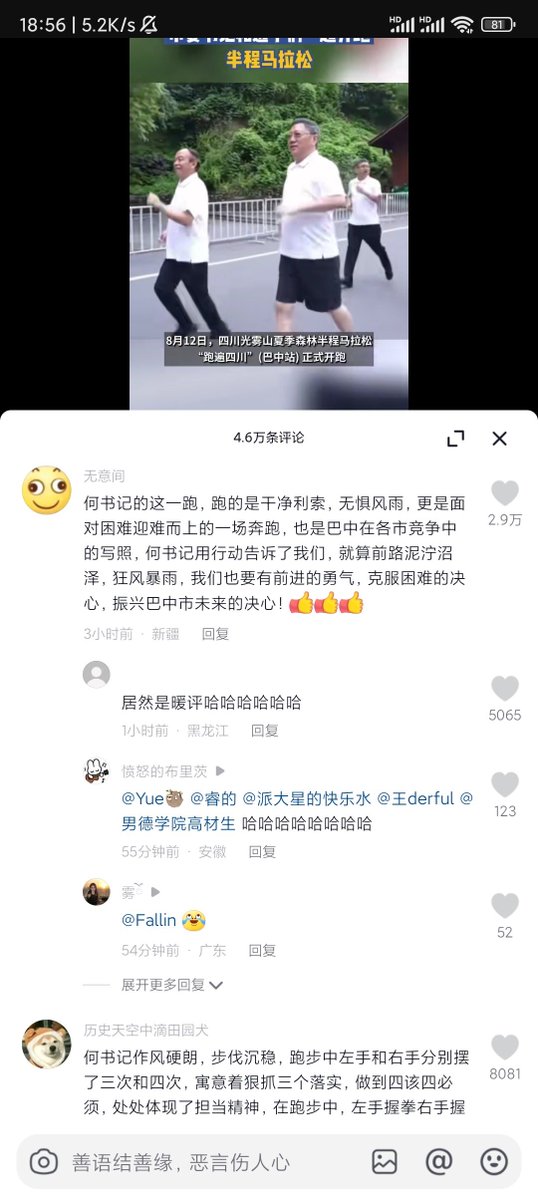 18:56 | 5.2K/s
HD HD 81
半程马拉松
8月12日，四川光雾山夏季森林半程马拉松
“跑遍四川”(巴中站) 正式开跑
4.6万条评论
无意间
何书记的这一跑，跑的是干净利索，无惧风雨，更是面
对困难迎难而上的一场奔跑，也是巴中在各市竞争中
的写照，何书记用行动告诉了我们，就算前路泥泞沼
泽，狂风暴雨，我们也要有前进的勇气，克服困难的决
心，振兴巴中市未来的决心！👍👍👍
2.9万
3小时前 · 新疆 回复
居然是暖评哈哈哈哈哈哈
5065
1小时前 · 黑龙江 回复
愤怒的布里茨
@Yue🦥 @睿的 @派大星的快乐水 @王derful @
男德学院高材生 哈哈哈哈哈哈哈哈
123
55分钟前 · 安徽 回复
雾
@Fallin 😂
52
54分钟前 · 广东 回复
展开更多回复
历史天空中滴田园犬
何书记作风硬朗，步伐沉稳，跑步中左手和右手分别摆
了三次和四次，寓意着狠抓三个落实，做到四该四必
须，处处体现了担当精神，在跑步中，左手握拳右手握
8081
善语结善缘，恶言伤人心